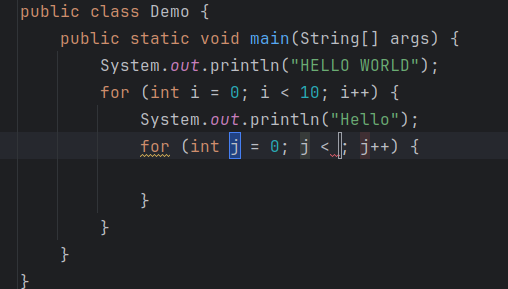 public class Demo {
    public static void main(String[] args) {
        System.out.println("HELLO WORLD");
        for (int i = 0; i < 10; i++) {
            System.out.println("Hello");
            for (int j = 0; j < ; j++) {
            }
        }
    }
}